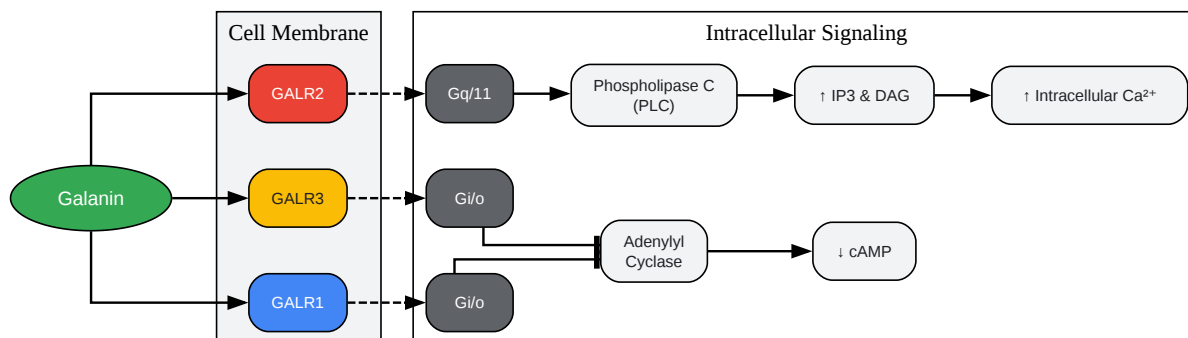 Cell Membrane
Intracellular Signaling
GALR2
Gq/11
Phospholipase C
(PLC)
↑ IP3 & DAG
↑ Intracellular Ca²⁺
Galanin
GALR3
Gi/o
Adenylyl
Cyclase
↓ cAMP
GALR1
Gi/o